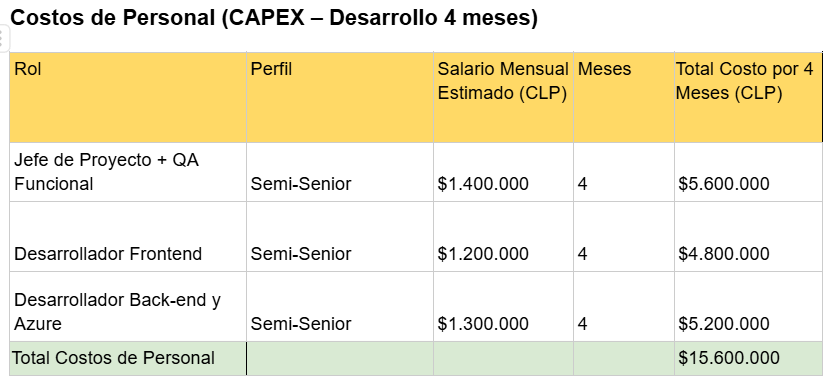 Costos de Personal (CAPEX – Desarrollo 4 meses)
Rol Perfil Salario Mensual Estimado (CLP) Meses Total Costo por 4 Meses (CLP)
Jefe de Proyecto + QA Funcional Semi-Senior $1.400.000 4 $5.600.000
Desarrollador Frontend Semi-Senior $1.200.000 4 $4.800.000
Desarrollador Back-end y Azure Semi-Senior $1.300.000 4 $5.200.000
Total Costos de Personal $15.600.000